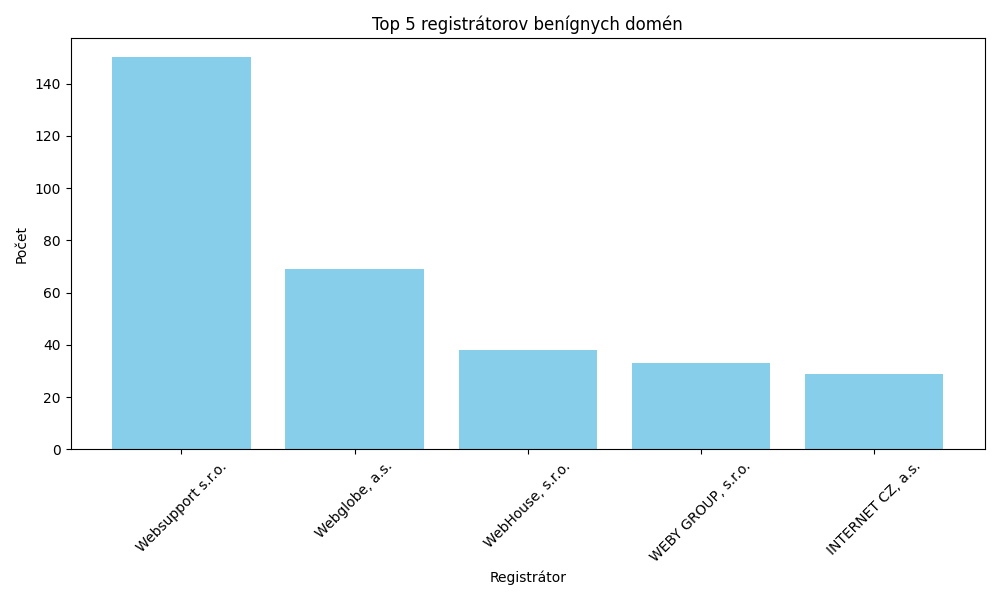 Top 5 registrátorov benígnych domén
Počet
140
120
100
80
60
40
20
0
Websupport s.r.o.
Webglobe, a.s.
WebHouse, s.r.o.
WEBY GROUP, s.r.o.
INTERNET CZ, a.s.
Registrátor